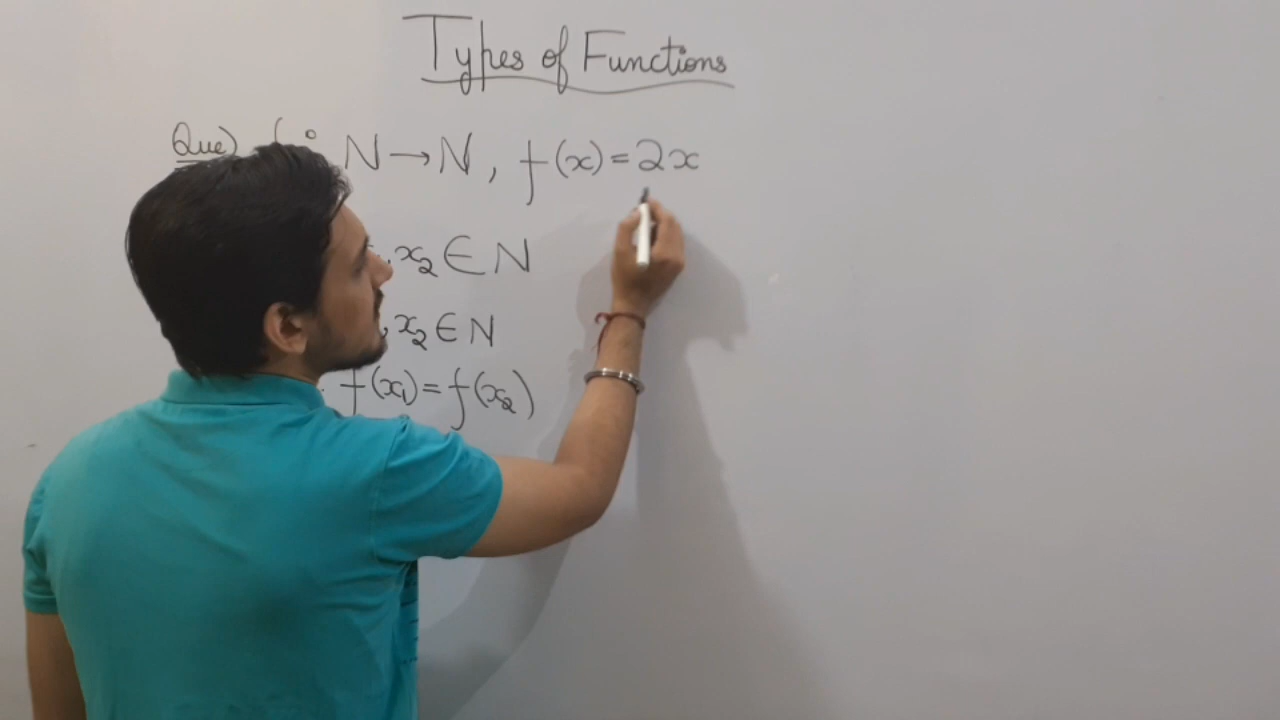 Types of Functions
Que) N → N, f(x) = 2x
x₂ ∈ N
x₂ ∈ N
f(x₁) = f(x₂)